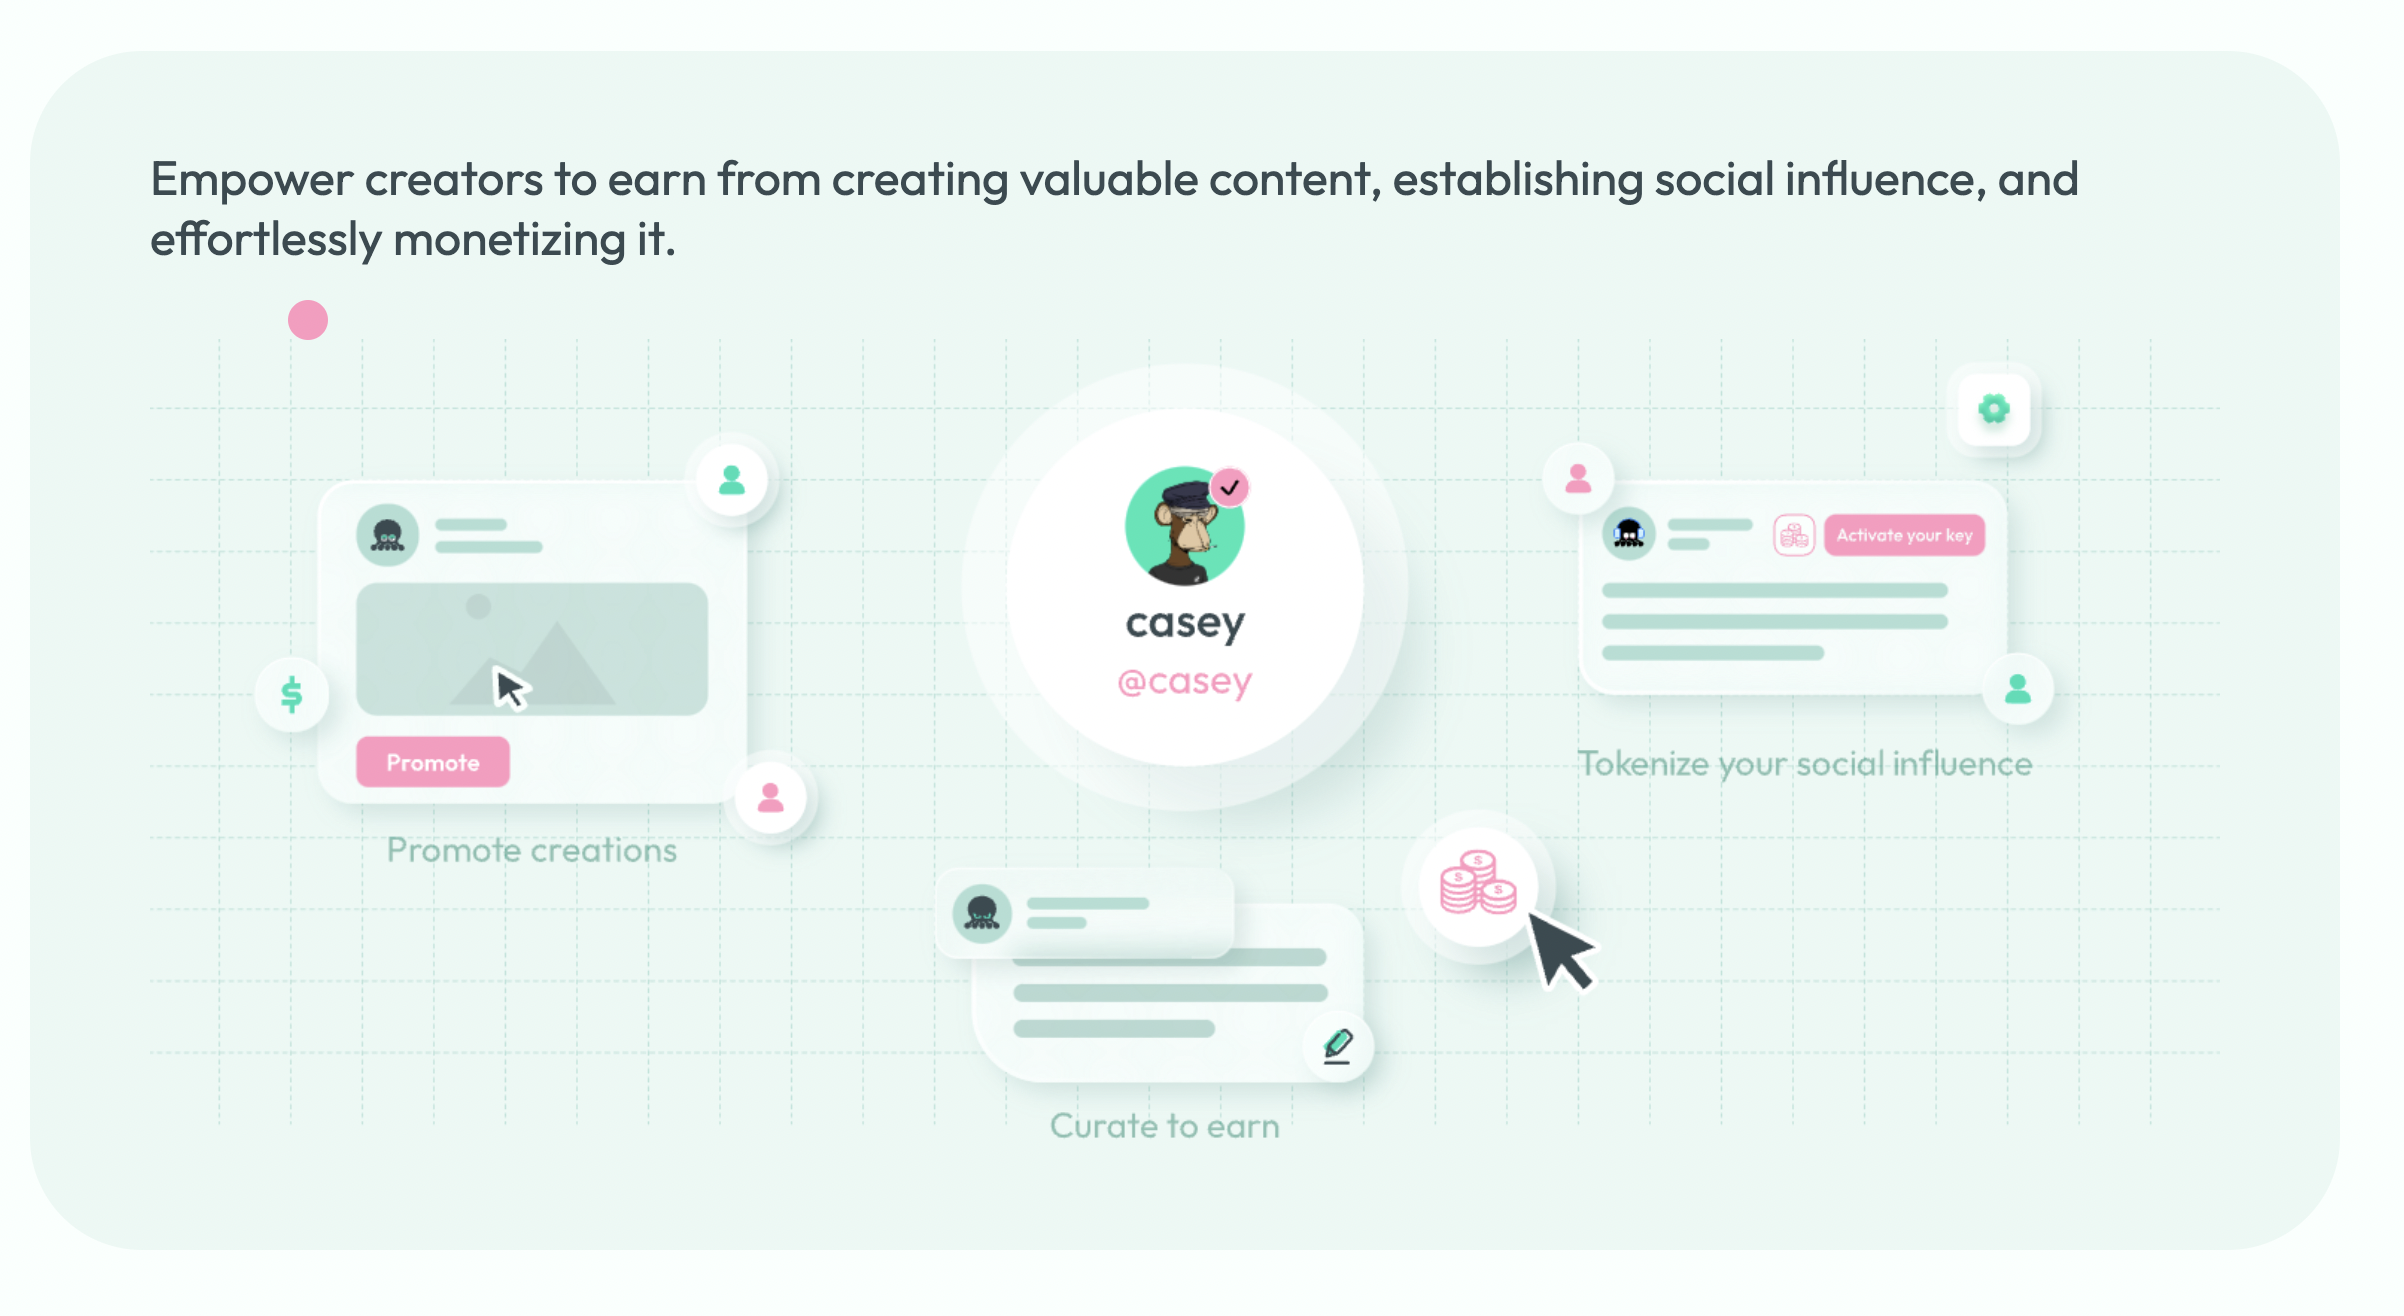 Empower creators to earn from creating valuable content, establishing social influence, and
effortlessly monetizing it.
casey
@casey
Promote
Promote creations
Activate your key
Tokenize your social influence
Curate to earn